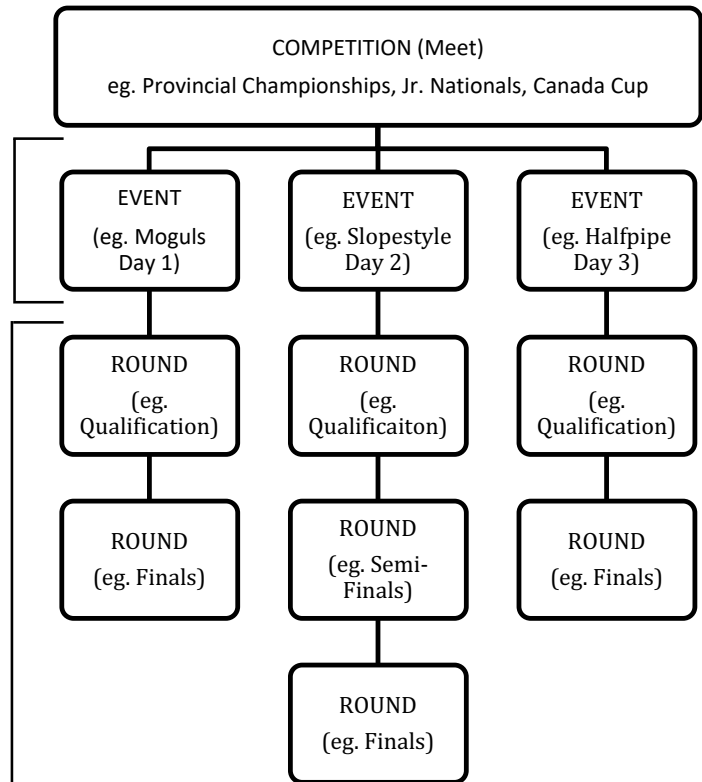 COMPETITION (Meet)
eg. Provincial Championships, Jr. Nationals, Canada Cup
EVENT
(eg. Moguls
Day 1)
EVENT
(eg. Slopestyle
Day 2)
EVENT
(eg. Halfpipe
Day 3)
ROUND
(eg.
Qualification)
ROUND
(eg.
Qualificaiton)
ROUND
(eg.
Qualification)
ROUND
(eg. Finals)
ROUND
(eg. Semi-
Finals)
ROUND
(eg. Finals)
ROUND
(eg. Finals)